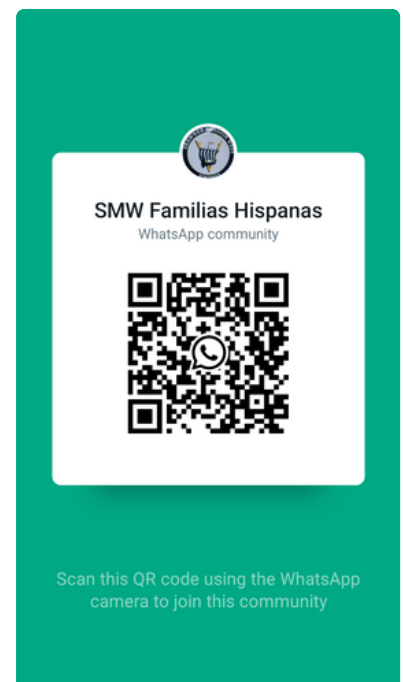 SMW Familias Hispanas
WhatsApp community
Scan this QR code using the WhatsApp
camera to join this community